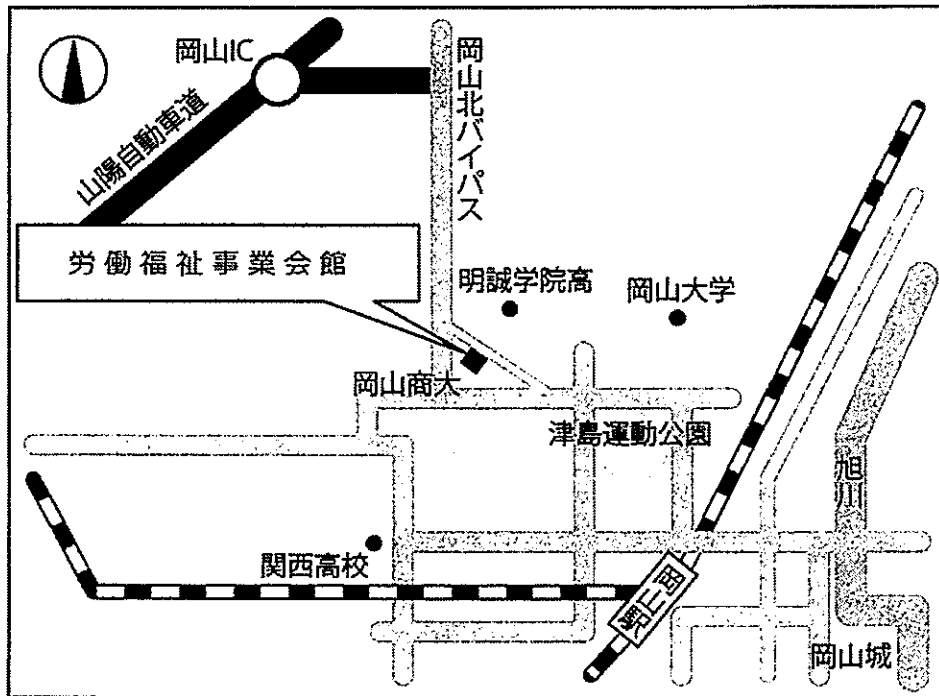 岡山IC
岡山北バイパス
山陽自動車道
労働福祉事業会館
明誠学院高
岡山大学
岡山商大
津島運動公園
旭川
関西高校
岡山駅
岡山城